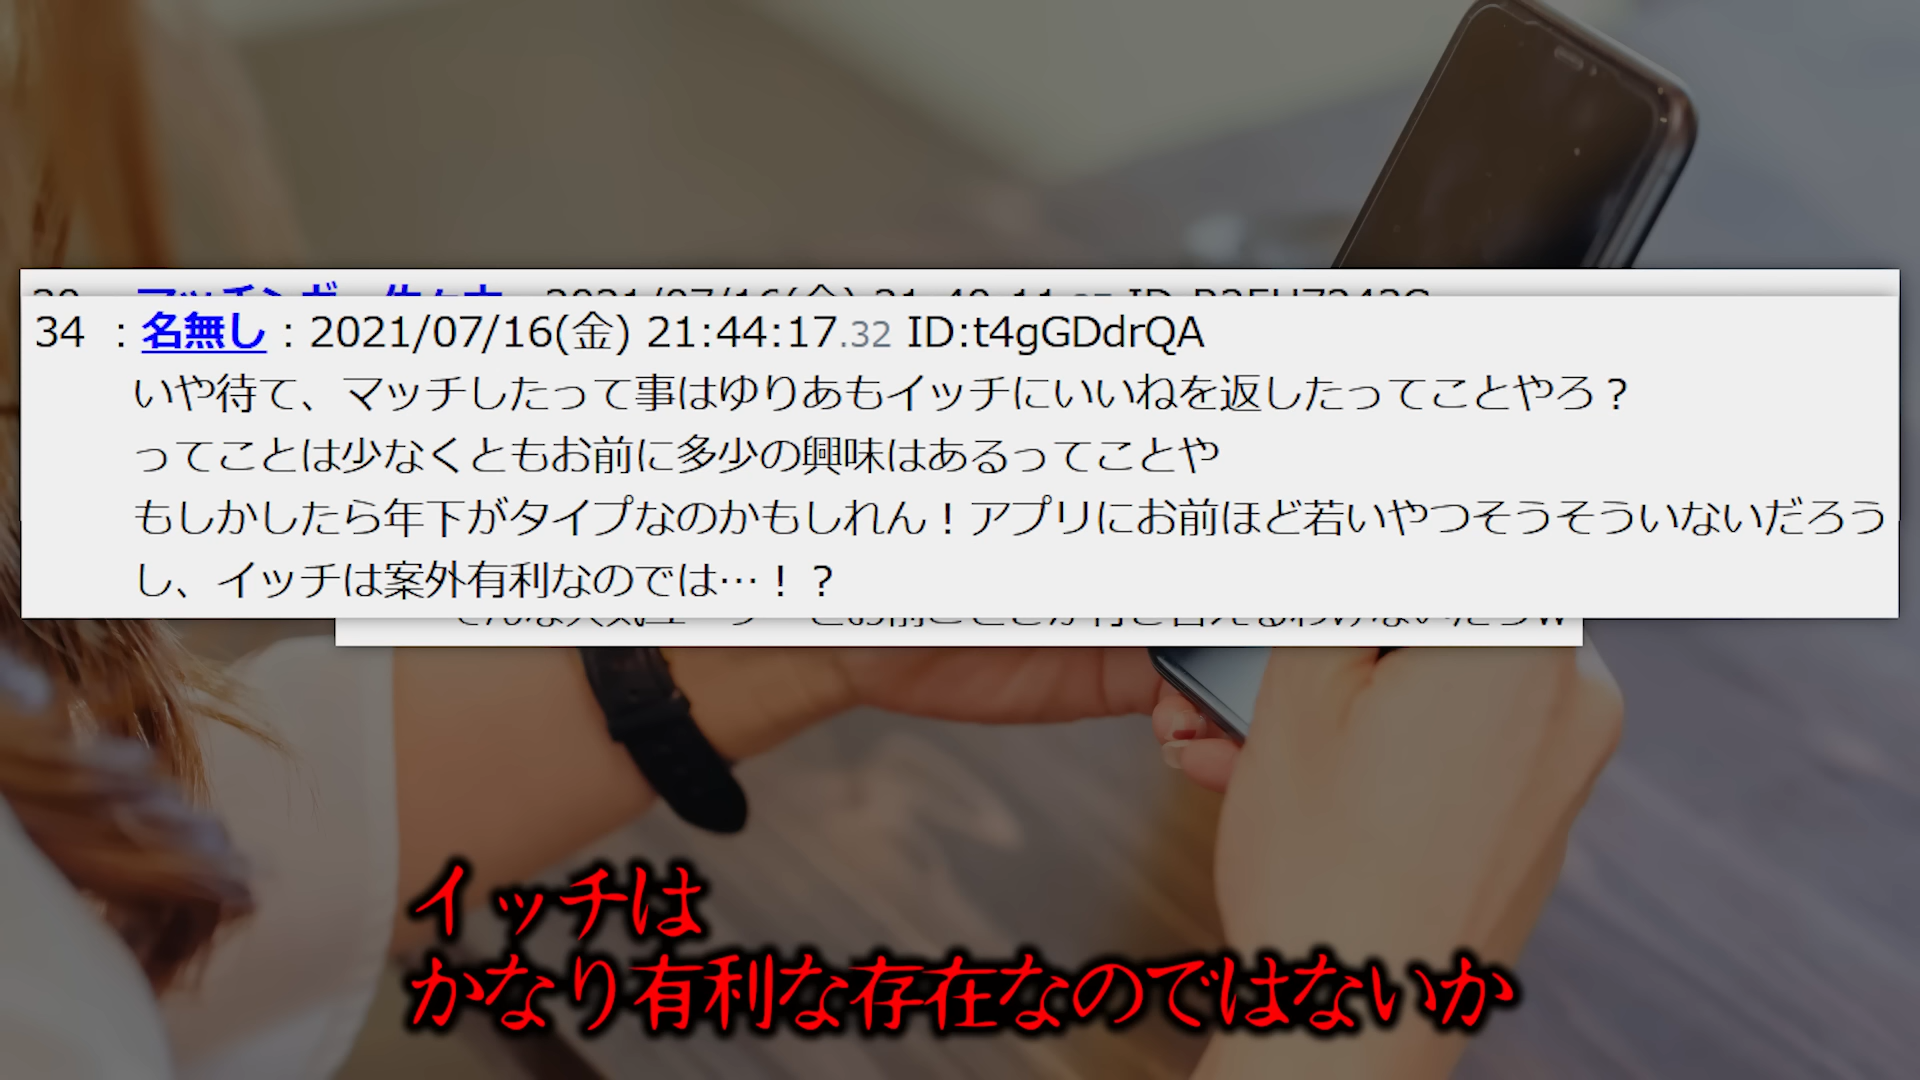 34 ：名無し：2021/07/16(金) 21:44:17.32 ID:t4gGDdrQA
いや待て、マッチしたって事はゆりあもイッチにいいねを返したってことやろ？
ってことは少なくともお前に多少の興味はあるってことや
もしかしたら年下がタイプなのかもしれん！アプリにお前ほど若いやつそうそういないだろう
し、イッチは案外有利なのでは…！？
イッチは
かなり有利な存在なのではないか